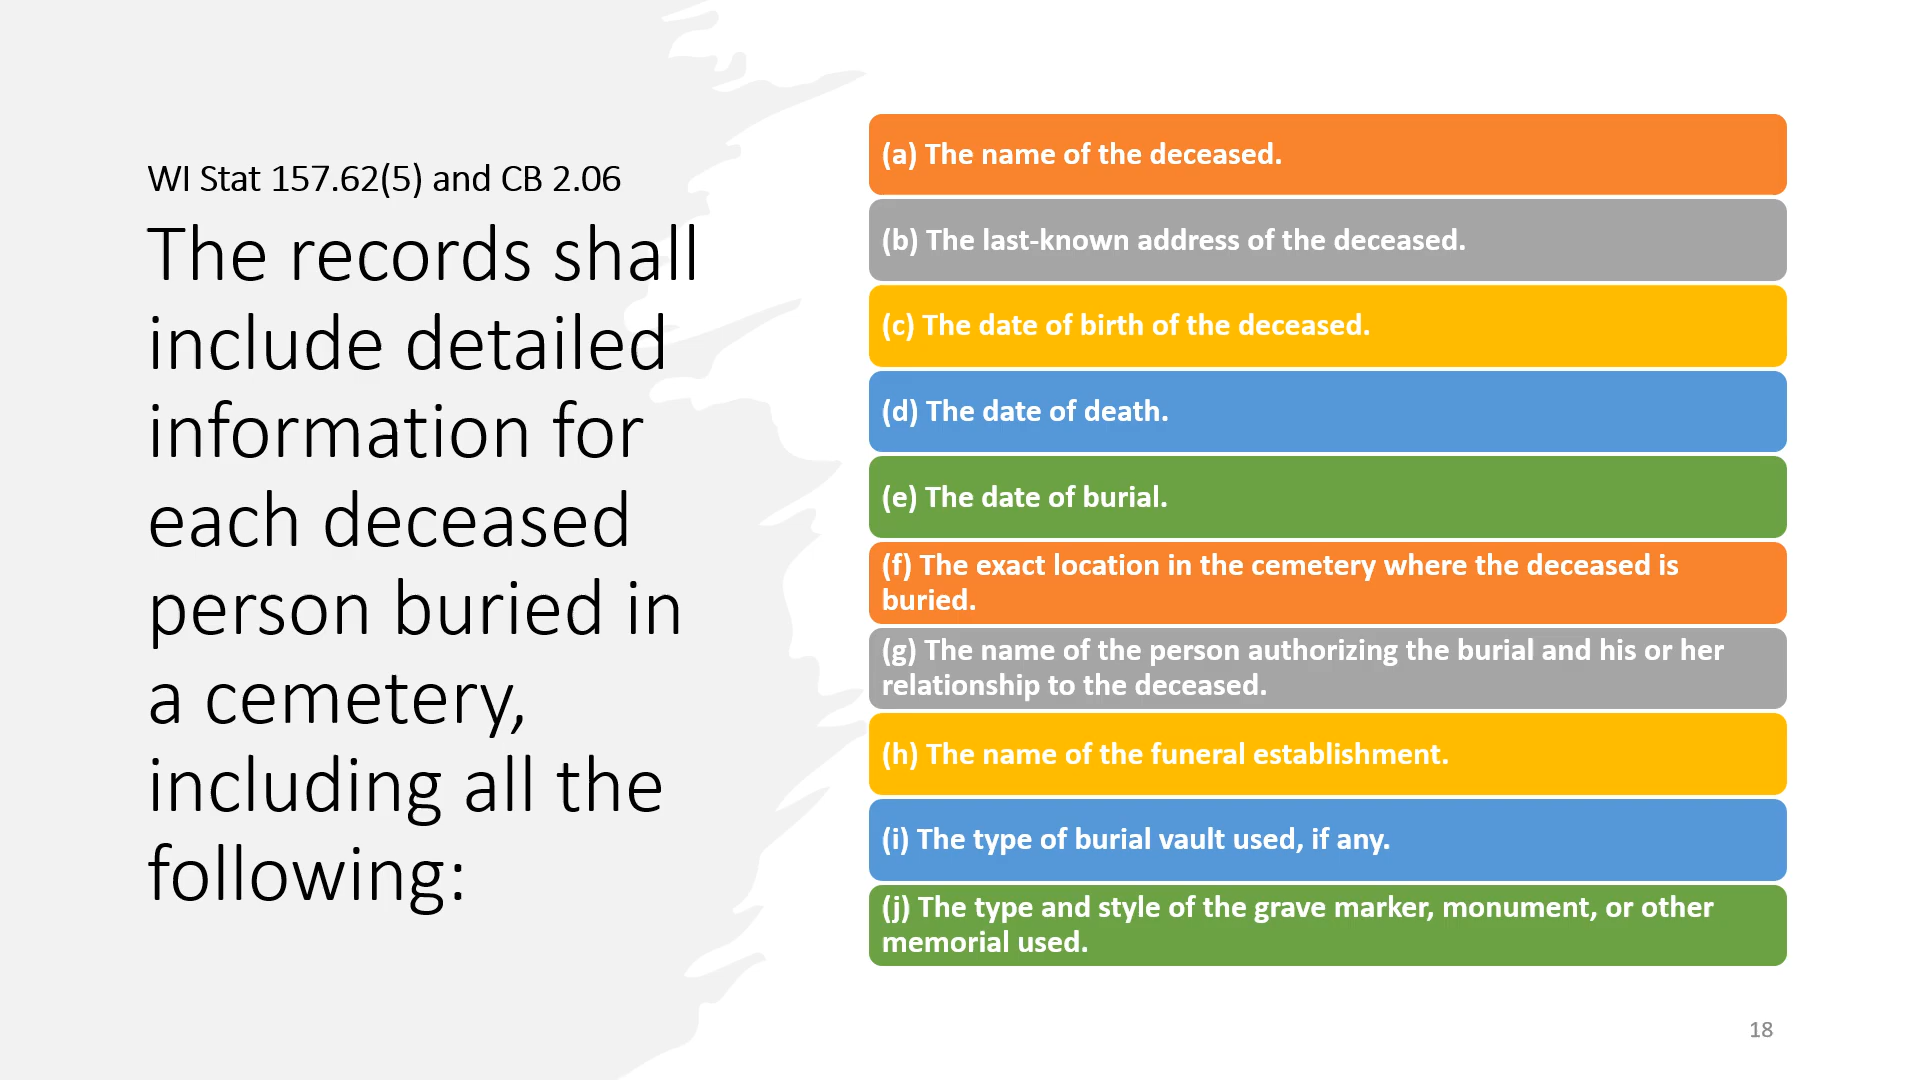 WI Stat 157.62(5) and CB 2.06
The records shall
include detailed
information for
each deceased
person buried in
a cemetery,
including all the
following:
(a) The name of the deceased.
(b) The last-known address of the deceased.
(c) The date of birth of the deceased.
(d) The date of death.
(e) The date of burial.
(f) The exact location in the cemetery where the deceased is
buried.
(g) The name of the person authorizing the burial and his or her
relationship to the deceased.
(h) The name of the funeral establishment.
(i) The type of burial vault used, if any.
(j) The type and style of the grave marker, monument, or other
memorial used.
18